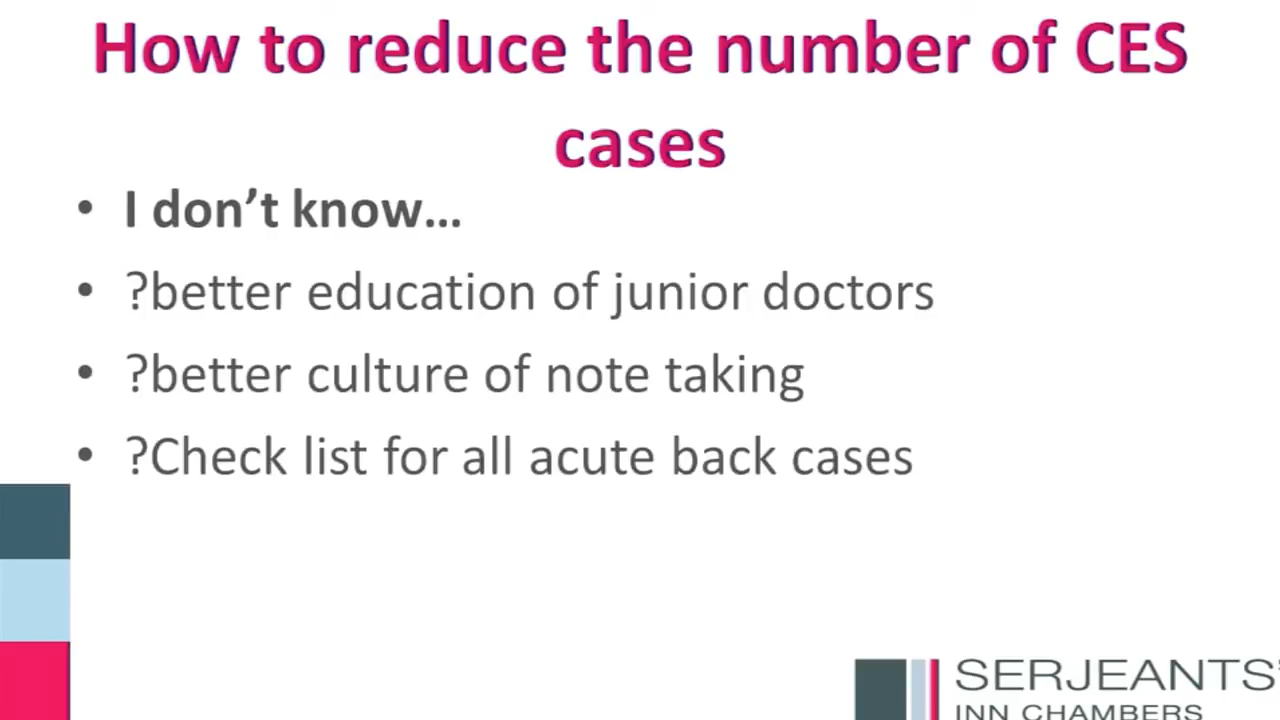 How to reduce the number of CES
cases
• I don’t know…
• ?better education of junior doctors
• ?better culture of note taking
• ?Check list for all acute back cases
SERJEANTS’
INN CHAMBERS